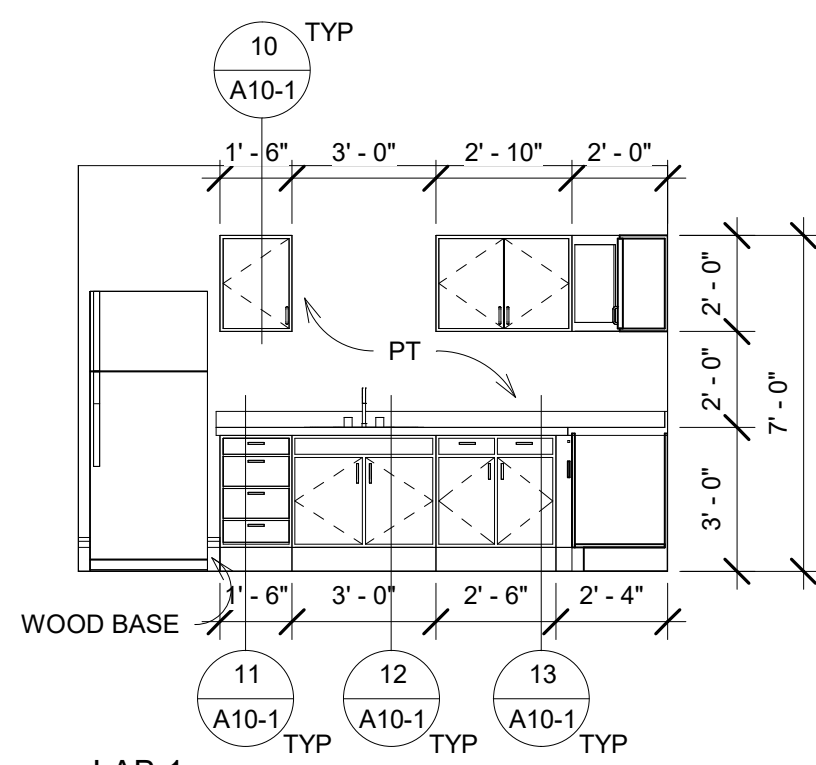 10
TYP
A10-1
1' - 6"
3' - 0"
2' - 10"
2' - 0"
2' - 0"
2' - 0"
7' - 0"
3' - 0"
PT
WOOD BASE
1' - 6"
3' - 0"
2' - 6"
2' - 4"
11
A10-1
TYP
12
A10-1
TYP
13
A10-1
TYP